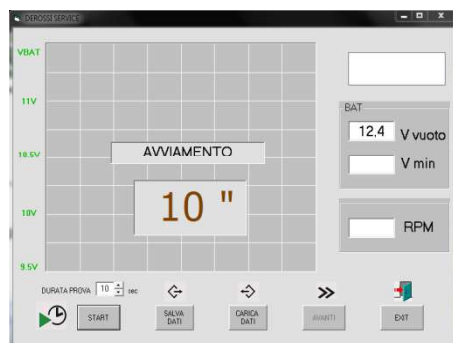 DEROSSI SERVICE
VBAT
11V
10.5V
10V
9.5V
AVVIAMENTO
10 "
BAT
12,4 V vuoto
V min
RPM
DURATA PROVA 10 sec
START
SALVA DATI
CARICA DATI
AVANTI
EXIT